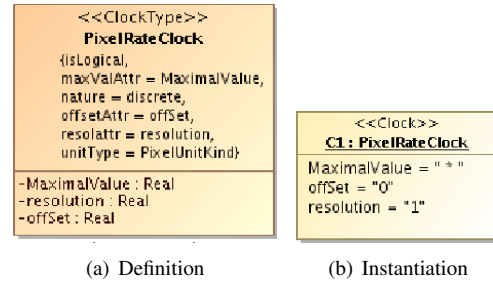 <<ClockType>>
PixelRateClock
{isLogical,
maxValAttr = MaximalValue,
nature = discrete,
offsetAttr = offSet,
resolattr = resolution,
unitType = PixelUnitKind}
-MaximalValue : Real
-resolution : Real
-offSet : Real
(a) Definition
<<Clock>>
C1 : PixelRateClock
MaximalValue = " * "
offSet = "0"
resolution = "1"
(b) Instantiation